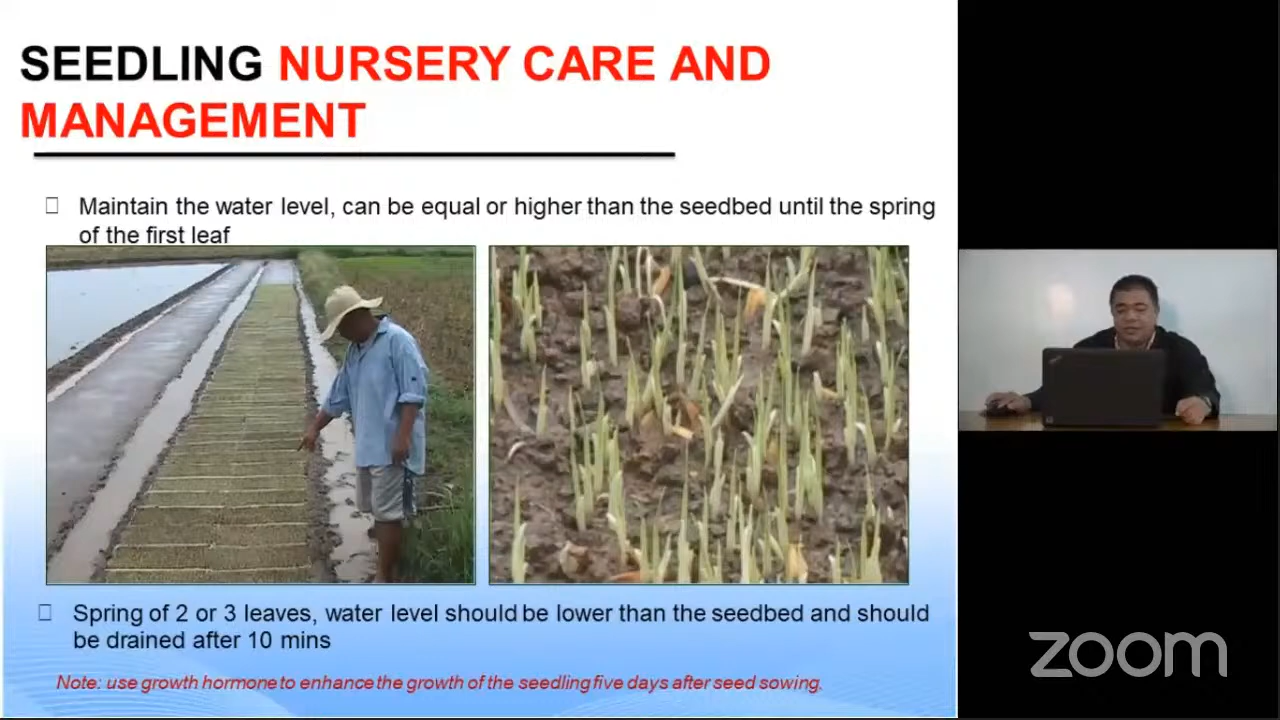 SEEDLING NURSERY CARE AND
MANAGEMENT
Maintain the water level, can be equal or higher than the seedbed until the spring
of the first leaf
Spring of 2 or 3 leaves, water level should be lower than the seedbed and should
be drained after 10 mins
Note: use growth hormone to enhance the growth of the seedling five days after seed sowing.
zoom